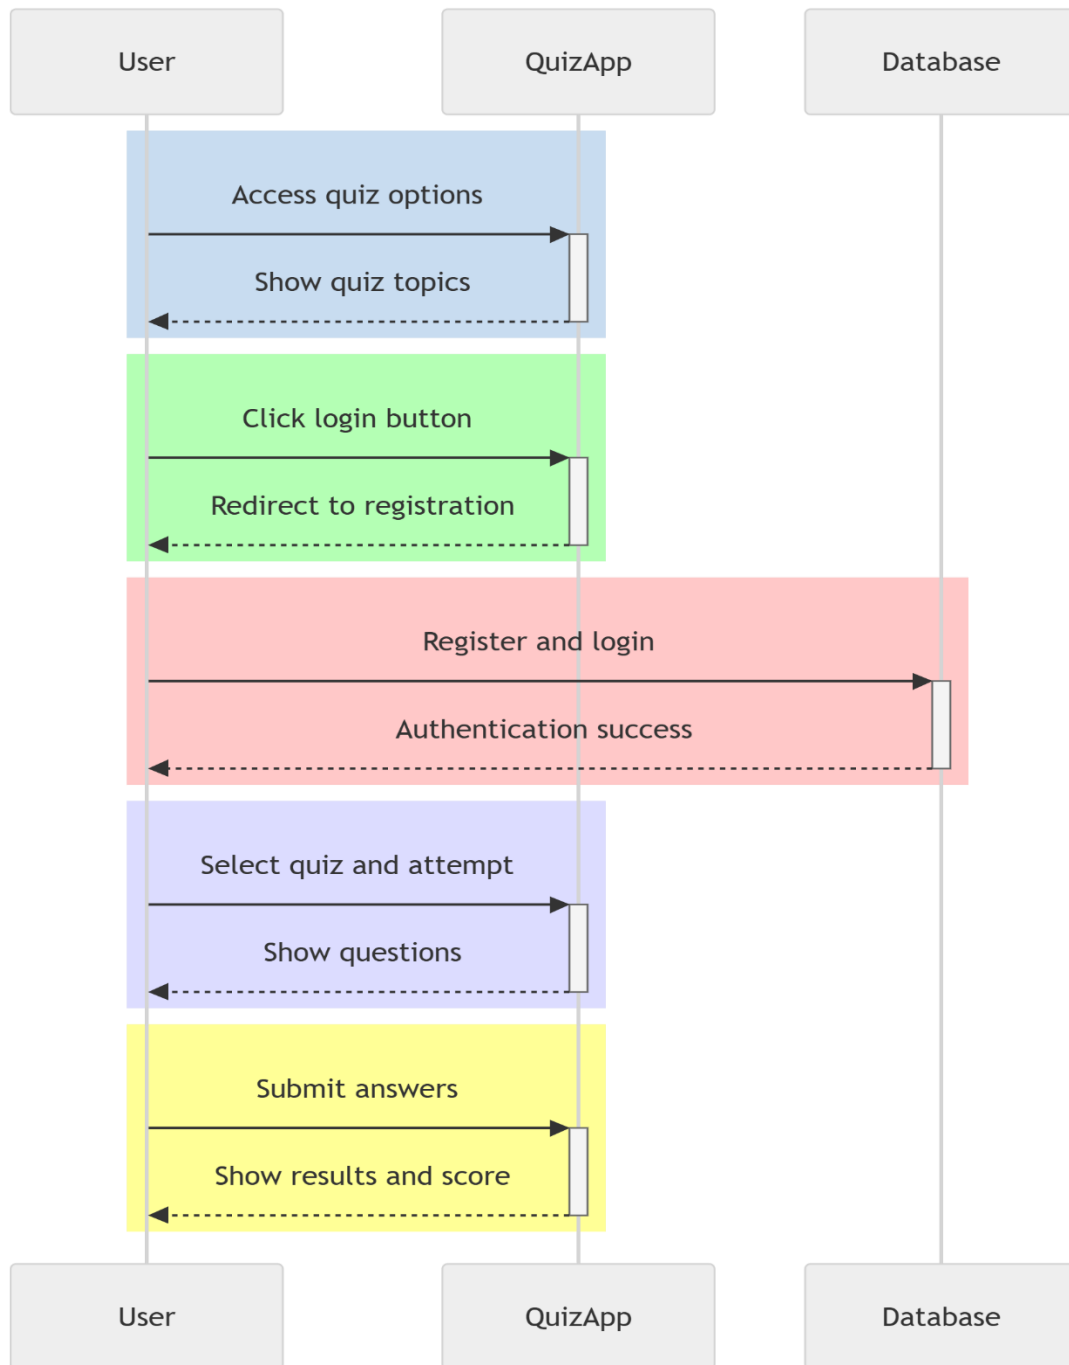 User
QuizApp
Database
Access quiz options
Show quiz topics
Click login button
Redirect to registration
Register and login
Authentication success
Select quiz and attempt
Show questions
Submit answers
Show results and score
User
QuizApp
Database